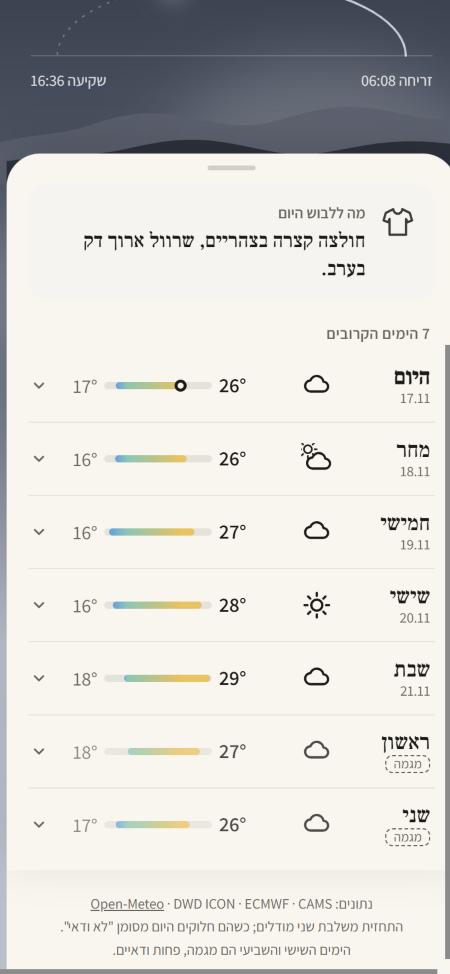 זריחה 06:08
שקיעה 16:36
מה ללבוש היום
חולצה קצרה בצהריים, שרוול ארוך דק
בערב.
7 הימים הקרובים
היום 26° 17°
17.11
מחר 26° 16°
18.11
חמישי 27° 16°
19.11
שישי 28° 16°
20.11
שבת 29° 18°
21.11
ראשון 27° 18°
מגמה
שני 26° 17°
מגמה
נתונים: Open-Meteo · DWD ICON · ECMWF · CAMS
התחזית משלבת שני מודלים; כשהם חלוקים היום מסומן "לא ודאי".
הימים השישי והשביעי הם מגמה, פחות ודאיים.